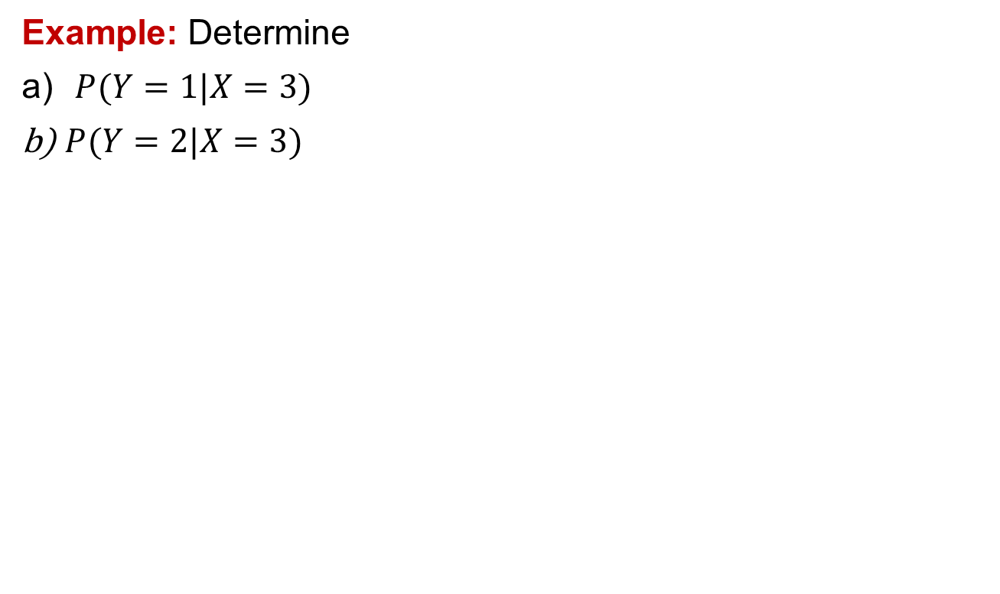 Example: Determine
a) P(Y = 1|X = 3)
b) P(Y = 2|X = 3)